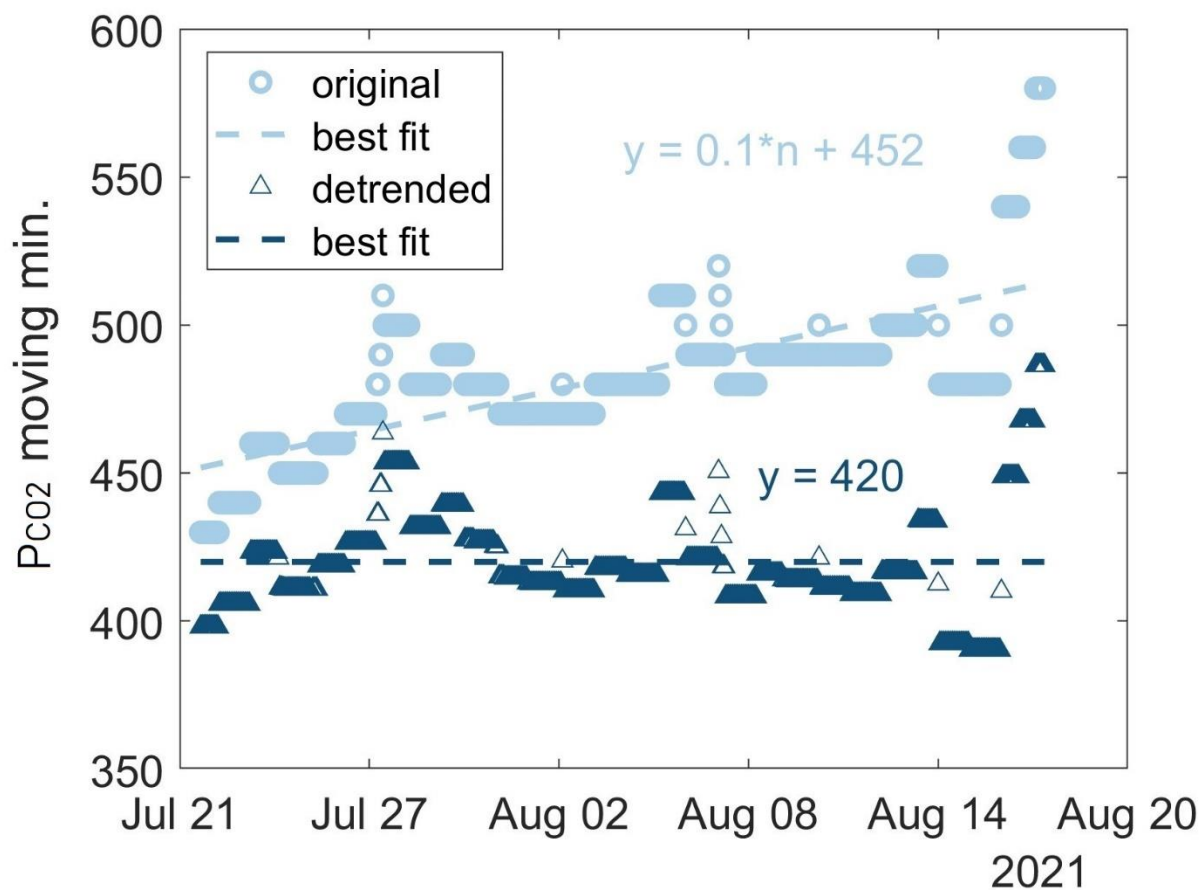 600
550
500
450
400
350
PCO2 moving min.
original
best fit
detrended
best fit
y = 0.1*n + 452
y = 420
Jul 21
Jul 27
Aug 02
Aug 08
Aug 14
Aug 20
2021